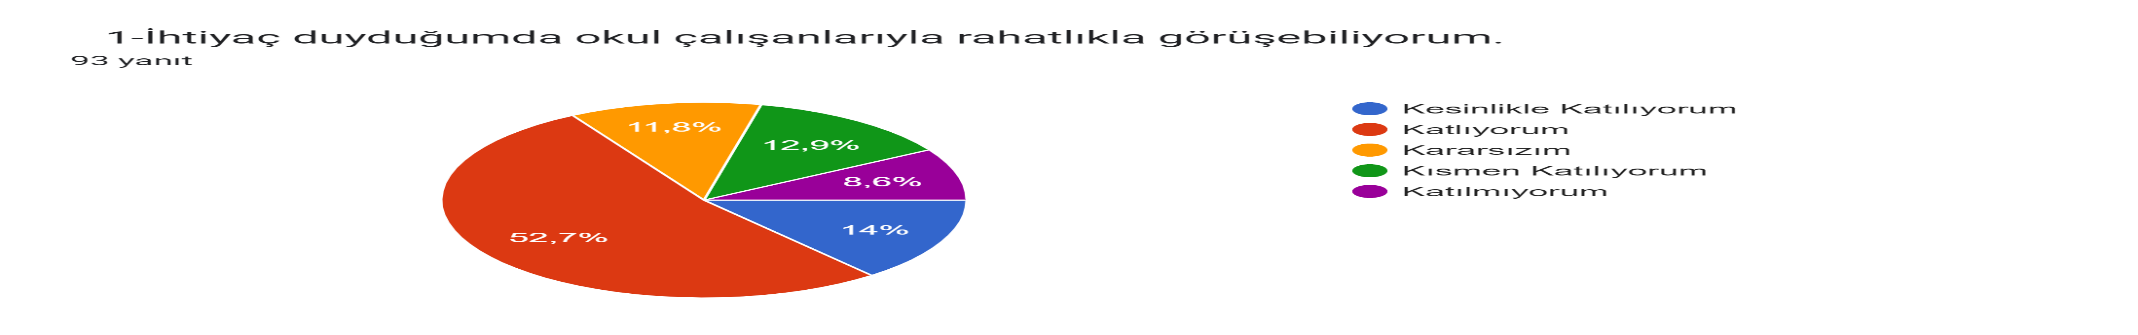 1-İhtiyaç duyduğumda okul çalışanlarıyla rahatlıkla görüşebiliyorum.
93 yanıt
11,8%
12,9%
8,6%
52,7%
14%
Kesinlikle Katılıyorum
Katlıyorum
Kararsızım
Kısmen Katılıyorum
Katılmıyorum